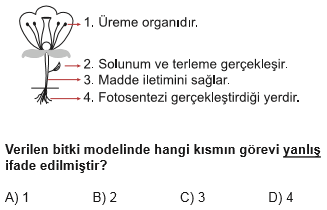 1. Üreme organıdır.
2. Solunum ve terleme gerçekleşir.
3. Madde iletimini sağlar.
4. Fotosentezi gerçekleştirdiği yerdir.
Verilen bitki modelinde hangi kısmın görevi yanlış
ifade edilmiştir?
A) 1 B) 2 C) 3 D) 4